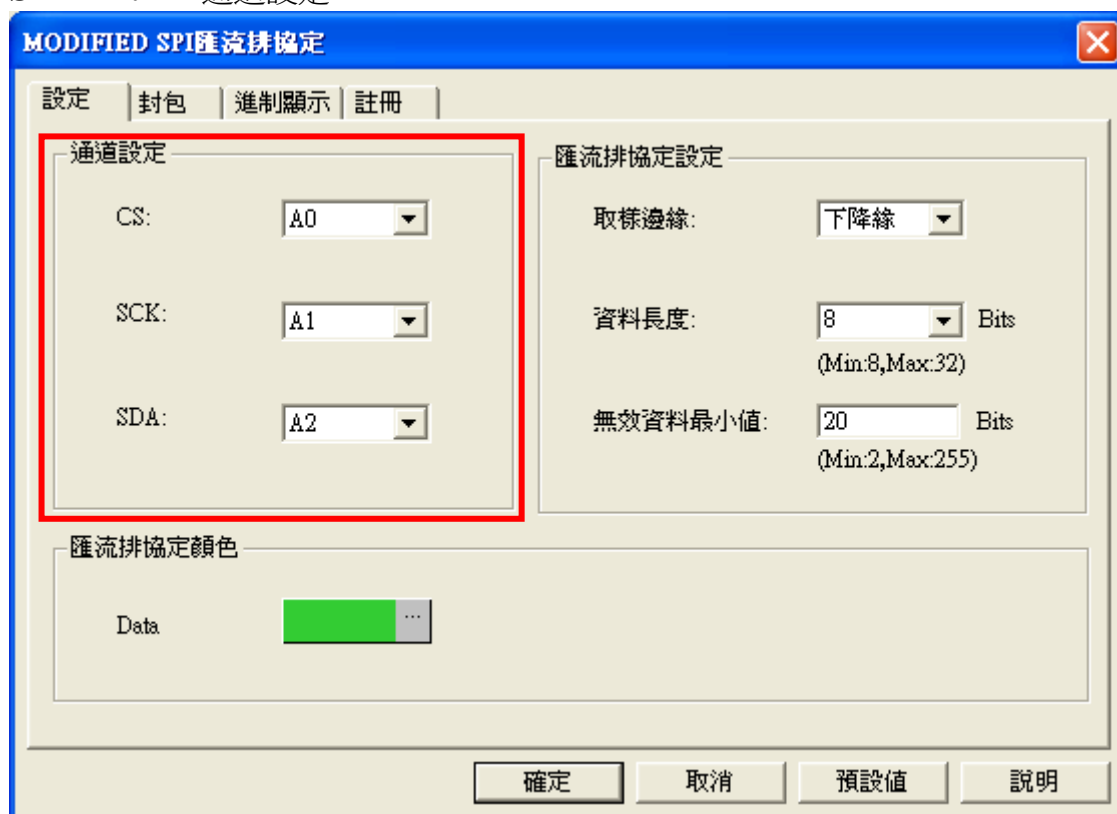 通道設定
MODIFIED SPI匯流排協定
設定 封包 進制顯示 註冊
通道設定
CS: A0
SCK: A1
SDA: A2
匯流排協定設定
取樣邊緣: 下降緣
資料長度: 8 Bits
(Min:8,Max:32)
無效資料最小值: 20 Bits
(Min:2,Max:255)
匯流排協定顏色
Data ...
確定 取消 預設值 說明